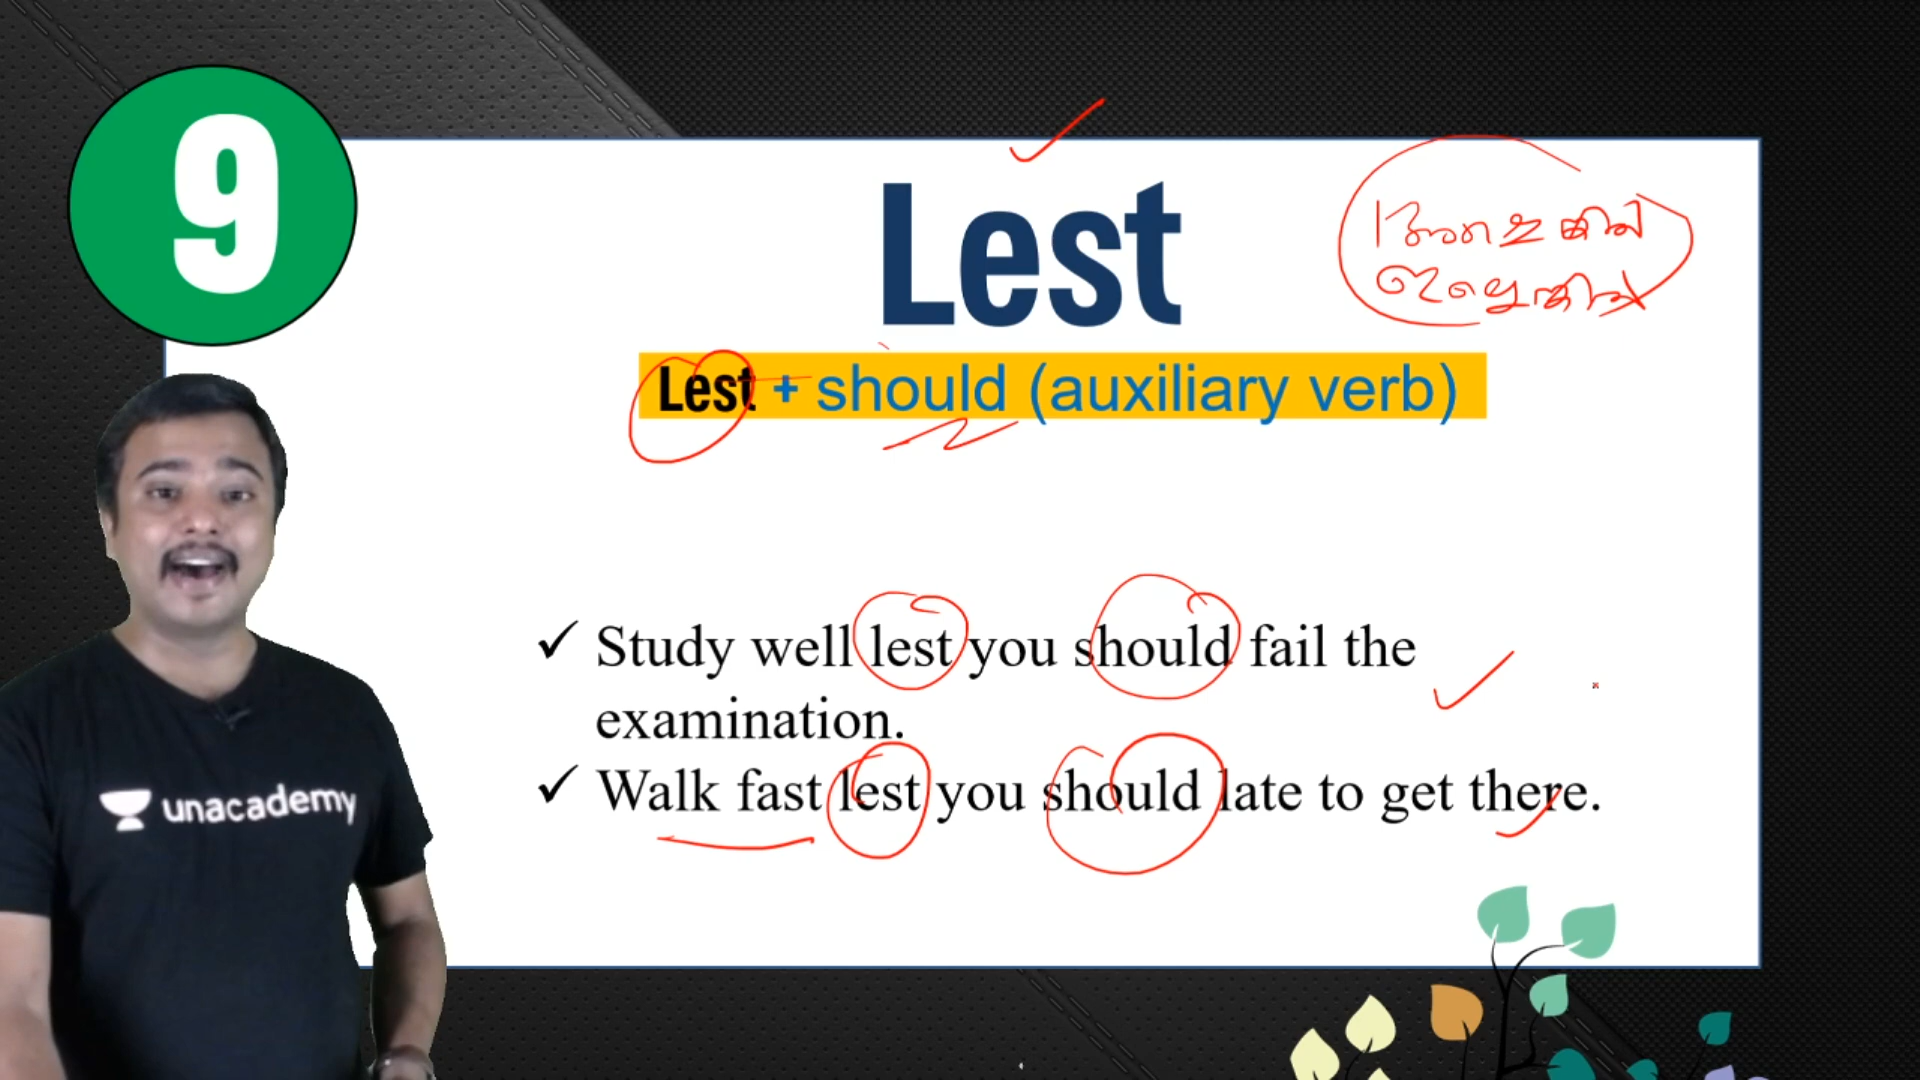 9
Lest
Lest + should (auxiliary verb)
ഇല്ലെങ്കിൽ
✓ Study well lest you should fail the
examination.
✓ Walk fast lest you should late to get there.
unacademy